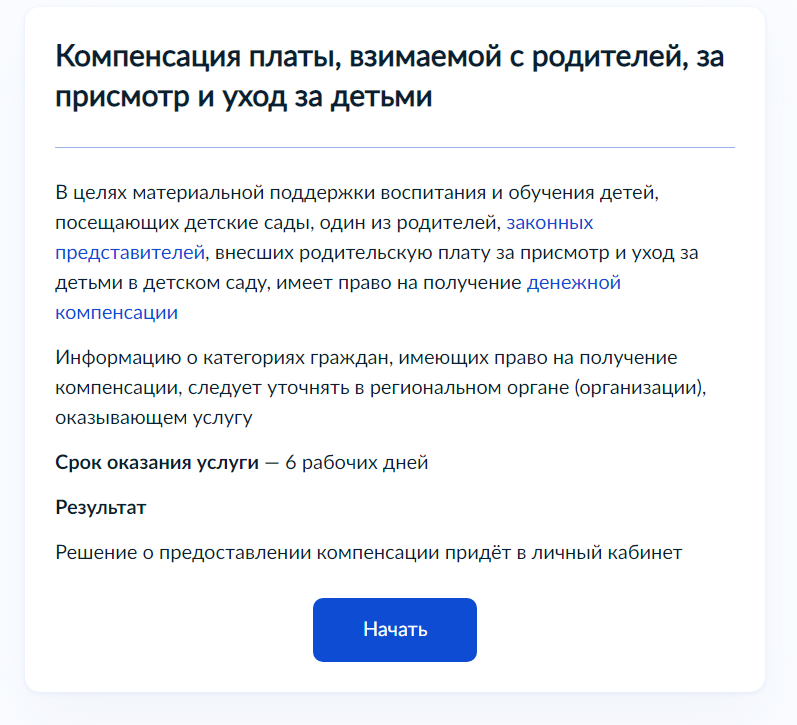 Компенсация платы, взимаемой с родителей, за
присмотр и уход за детьми
В целях материальной поддержки воспитания и обучения детей,
посещающих детские сады, один из родителей, законных
представителей, внесших родительскую плату за присмотр и уход за
детьми в детском саду, имеет право на получение денежной
компенсации
Информацию о категориях граждан, имеющих право на получение
компенсации, следует уточнять в региональном органе (организации),
оказывающем услугу
Срок оказания услуги — 6 рабочих дней
Результат
Решение о предоставлении компенсации придёт в личный кабинет
Начать